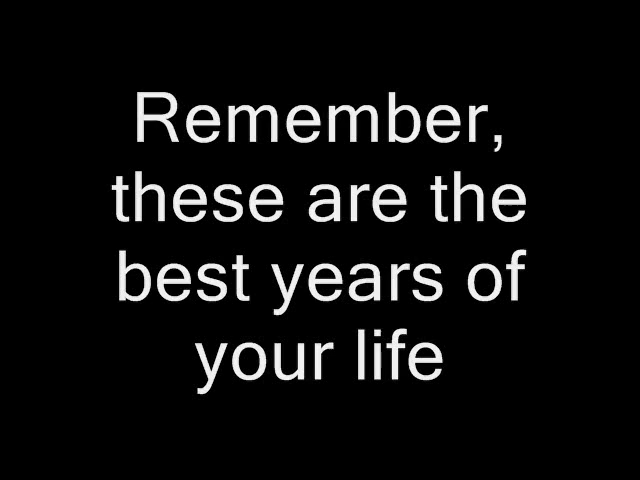 Remember,
these are the
best years of
your life